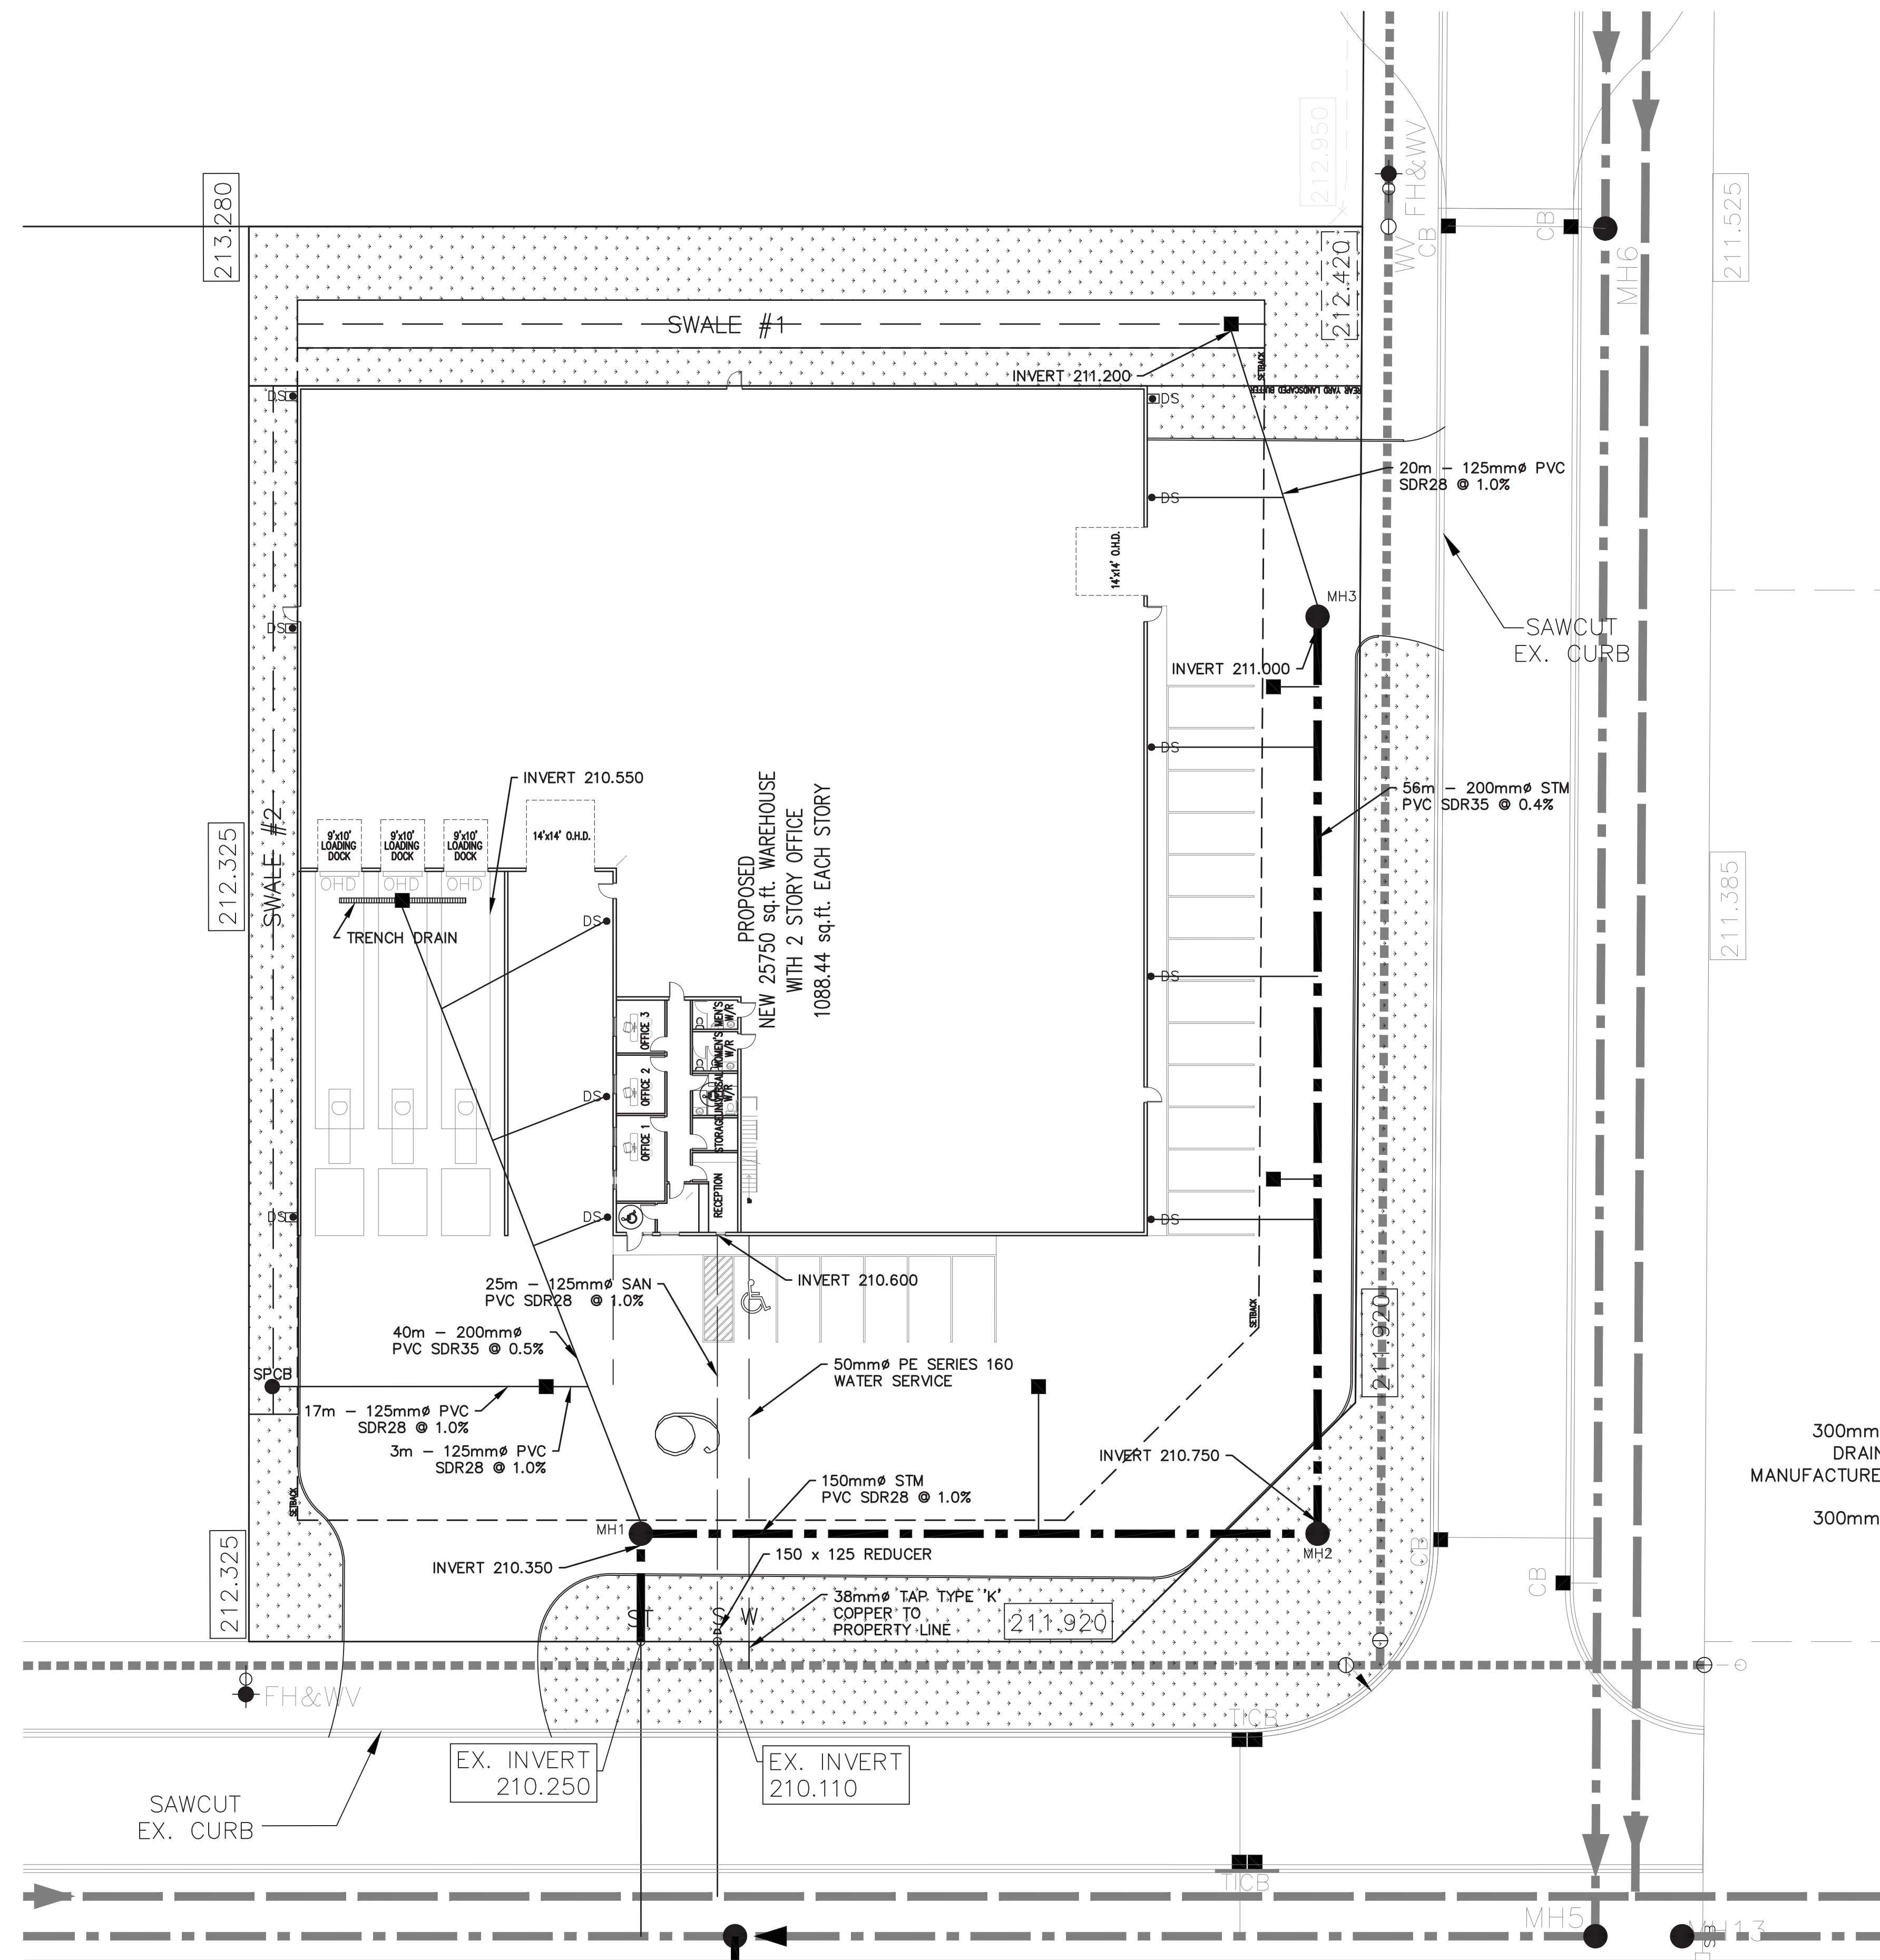 213.280
212.950
FH&WV
WV
CB
CB
MH6
211.525
212.420
SWALE #1
INVERT 211.200
SETBACK
REAR YARD LANDSCAPED BUFFER
DS
DS
DS
20m – 125mmø PVC
SDR28 @ 1.0%
14'x14' O.H.D.
MH3
DS
SAWCUT
EX. CURB
INVERT 211.000
DS
INVERT 210.550
56m – 200mmø STM
PVC SDR35 @ 0.4%
SWALE #2
212.325
9'x10'
LOADING
DOCK
9'x10'
LOADING
DOCK
9'x10'
LOADING
DOCK
14'x14' O.H.D.
OHD
OHD
OHD
TRENCH DRAIN
DS
PROPOSED
NEW 25750 sq.ft. WAREHOUSE
WITH 2 STORY OFFICE
1088.44 sq.ft. EACH STORY
211.385
DS
OFFICE 3
MEN'S
W/R
WOMEN'S
W/R
OFFICE 2
UNIVERSAL
W/R
DS
OFFICE 1
STORAGE
RECEPTION
UP
DS
DS
DS
INVERT 210.600
25m – 125mmø SAN
PVC SDR28 @ 1.0%
SETBACK
211.920
40m – 200mmø
PVC SDR35 @ 0.5%
50mmø PE SERIES 160
WATER SERVICE
SPCB
17m – 125mmø PVC
SDR28 @ 1.0%
3m – 125mmø PVC
SDR28 @ 1.0%
9
INVERT 210.750
300mm
DRAIN
MANUFACTURE
300mm
SETBACK
150mmø STM
PVC SDR28 @ 1.0%
MH1
MH2
CB
CB
INVERT 210.350
150 x 125 REDUCER
212.325
38mmø TAP TYPE 'K'
COPPER TO
PROPERTY LINE
211.920
ST
S
W
FH&WV
TICB
EX. INVERT
210.250
EX. INVERT
210.110
SAWCUT
EX. CURB
TICB
MH5
MH13
SB